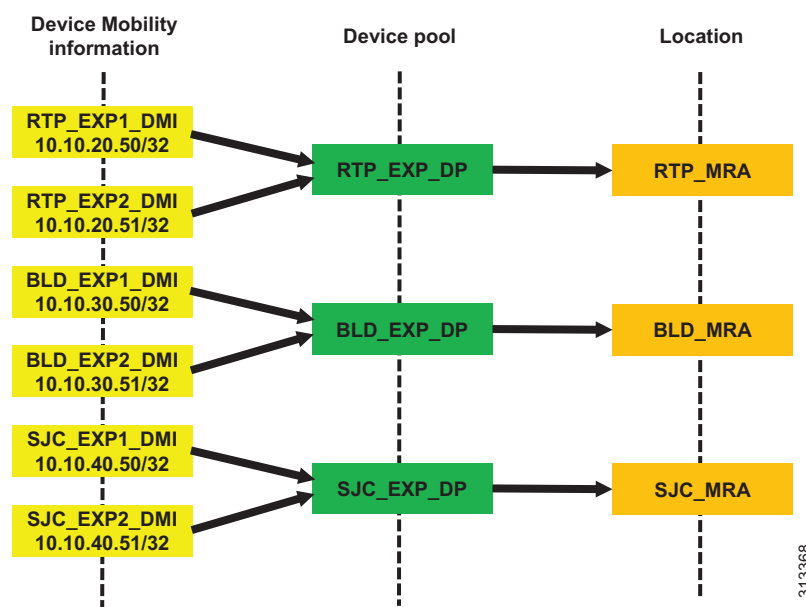 Device Mobility
information
Device pool
Location
RTP_EXP1_DMI
10.10.20.50/32
RTP_EXP2_DMI
10.10.20.51/32
RTP_EXP_DP
RTP_MRA
BLD_EXP1_DMI
10.10.30.50/32
BLD_EXP2_DMI
10.10.30.51/32
BLD_EXP_DP
BLD_MRA
SJC_EXP1_DMI
10.10.40.50/32
SJC_EXP2_DMI
10.10.40.51/32
SJC_EXP_DP
SJC_MRA
313368